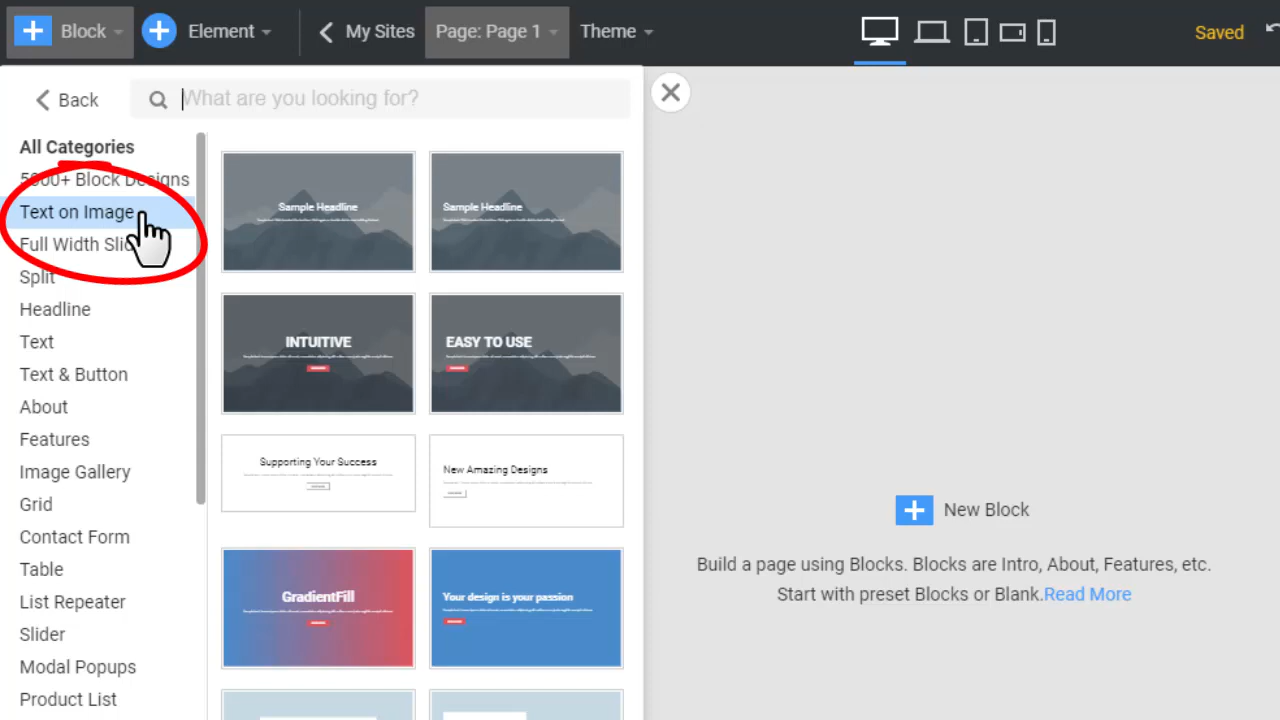 Block Element My Sites Page: Page 1 Theme Saved
Back What are you looking for?
All Categories
5000+ Block Designs
Text on Image
Full Width Slid
Split
Headline
Text
Text & Button
About
Features
Image Gallery
Grid
Contact Form
Table
List Repeater
Slider
Modal Popups
Product List
Sample Headline
Sample Headline
INTUITIVE
EASY TO USE
Supporting Your Success
New Amazing Designs
GradientFill
Your design is your passion
New Block
Build a page using Blocks. Blocks are Intro, About, Features, etc.
Start with preset Blocks or Blank.Read More